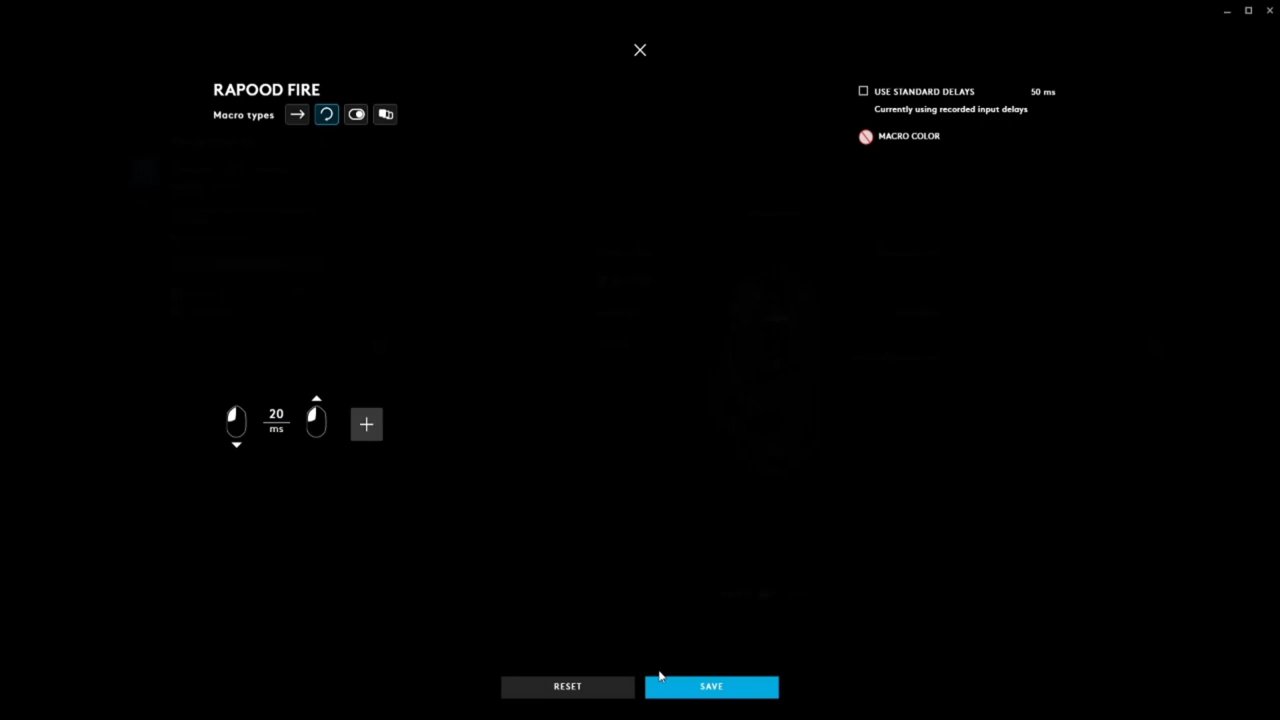 RAPOOD FIRE
Macro types
USE STANDARD DELAYS 50 ms
Currently using recorded input delays
MACRO COLOR
20
ms
RESET
SAVE